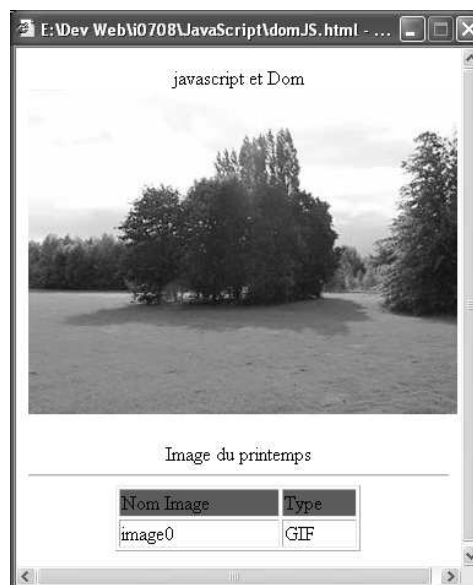 E:\Dev Web\i0708\JavaScript\domJS.html - ...
javascript et Dom
Image du printemps
Nom Image Type
image0 GIF